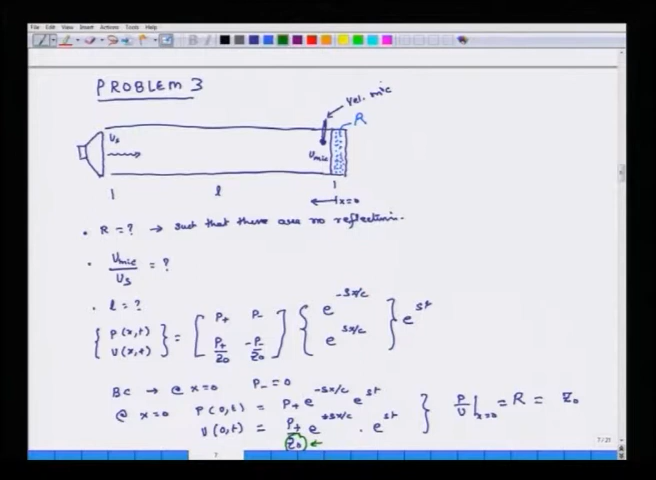 File Edit View Insert Actions Tools Help
PROBLEM 3
Vel. mic
R
Us
Umic
l
x=0
• R = ? → such that there are no reflection.
• Umic/Us = ?
• l = ?
{ P(x,t) U(x,t) } = [ P+ P- P+/Z0 -P-/Z0 ] { e^-sx/c e^sx/c } e^st
BC → @ x=0 P- = 0
@ x=0 P(0,t) = P+ e^-sx/c e^st
U(0,t) = P+/Z0 e^-sx/c . e^st } P/U|x=0 = R = Z0
7
7/21